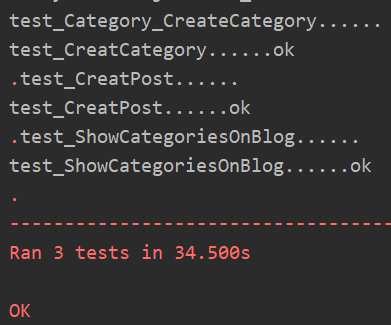 test_Category_CreateCategory......
test_CreatCategory......ok
.test_CreatPost......
test_CreatPost......ok
.test_ShowCategoriesOnBlog......
test_ShowCategoriesOnBlog......ok
.
----------------------------------
Ran 3 tests in 34.500s
OK